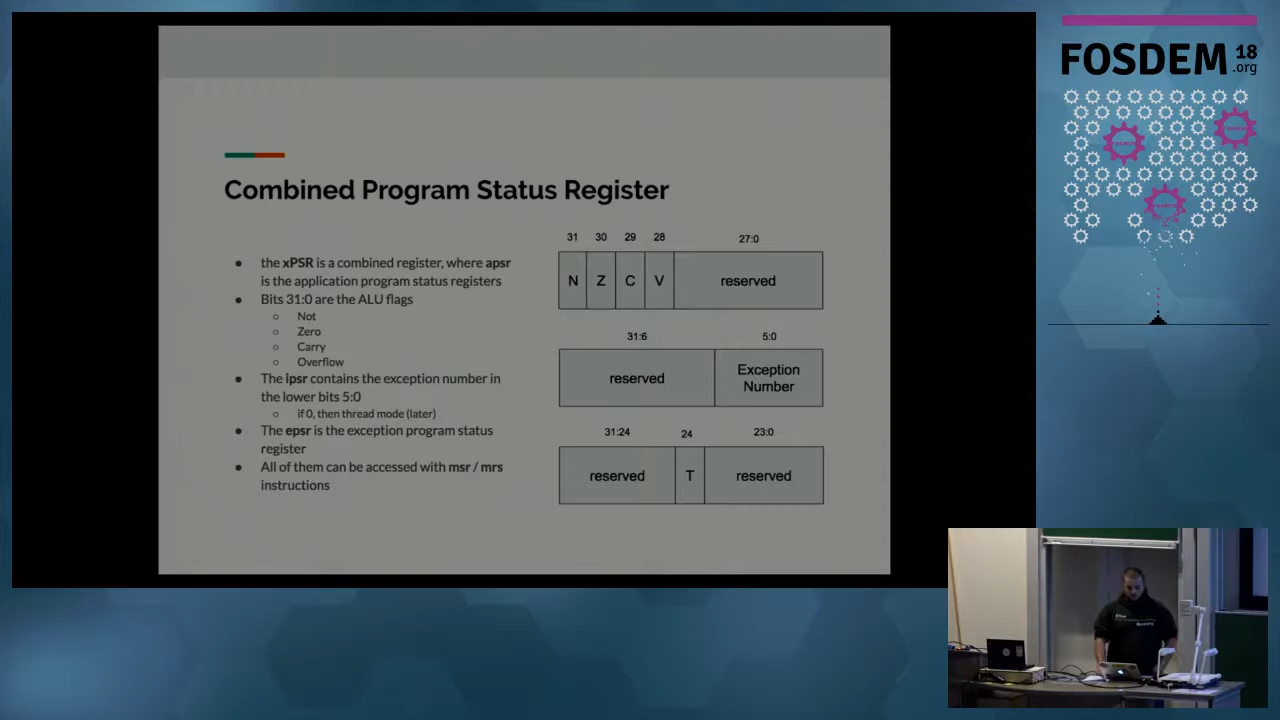 FOSDEM 18
.org
Combined Program Status Register
the xPSR is a combined register, where apsr
is the application program status registers
Bits 31:0 are the ALU flags
Not
Zero
Carry
Overflow
The ipsr contains the exception number in
the lower bits 5:0
if 0, then thread mode (later)
The epsr is the exception program status
register
All of them can be accessed with msr / mrs
instructions
31 30 29 28 27:0
N Z C V reserved
31:6 5:0
reserved Exception
Number
31:24 24 23:0
reserved T reserved